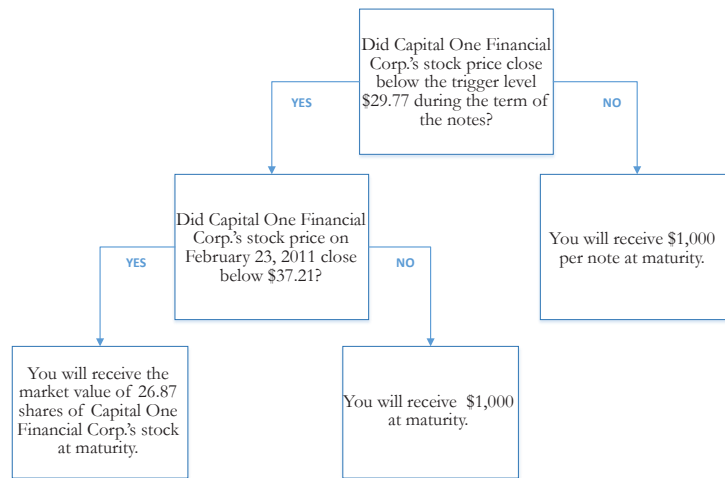 Did Capital One Financial
Corp.'s stock price close
below the trigger level
$29.77 during the term of
the notes?
YES
NO
Did Capital One Financial
Corp.'s stock price on
February 23, 2011 close
below $37.21?
You will receive $1,000
per note at maturity.
YES
NO
You will receive the
market value of 26.87
shares of Capital One
Financial Corp.'s stock
at maturity.
You will receive $1,000
at maturity.